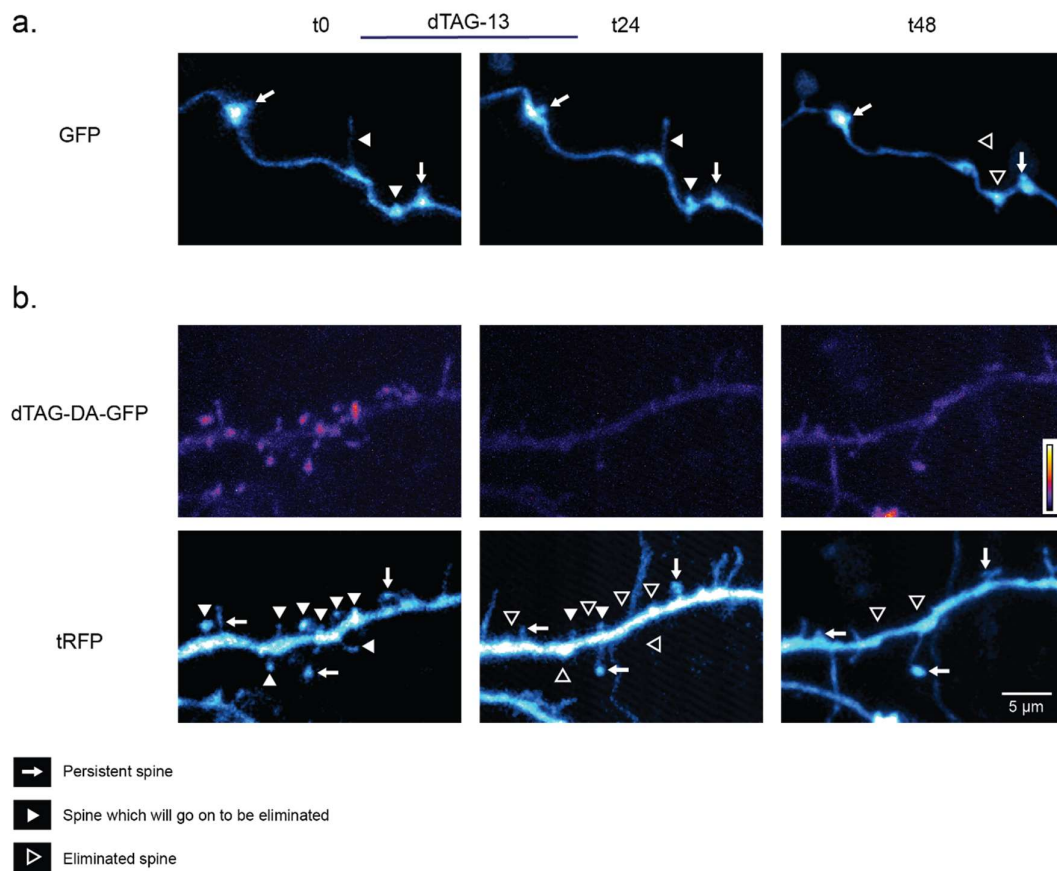 a.
t0
dTAG-13
t24
t48
GFP
b.
dTAG-DA-GFP
tRFP
5 µm
Persistent spine
Spine which will go on to be eliminated
Eliminated spine